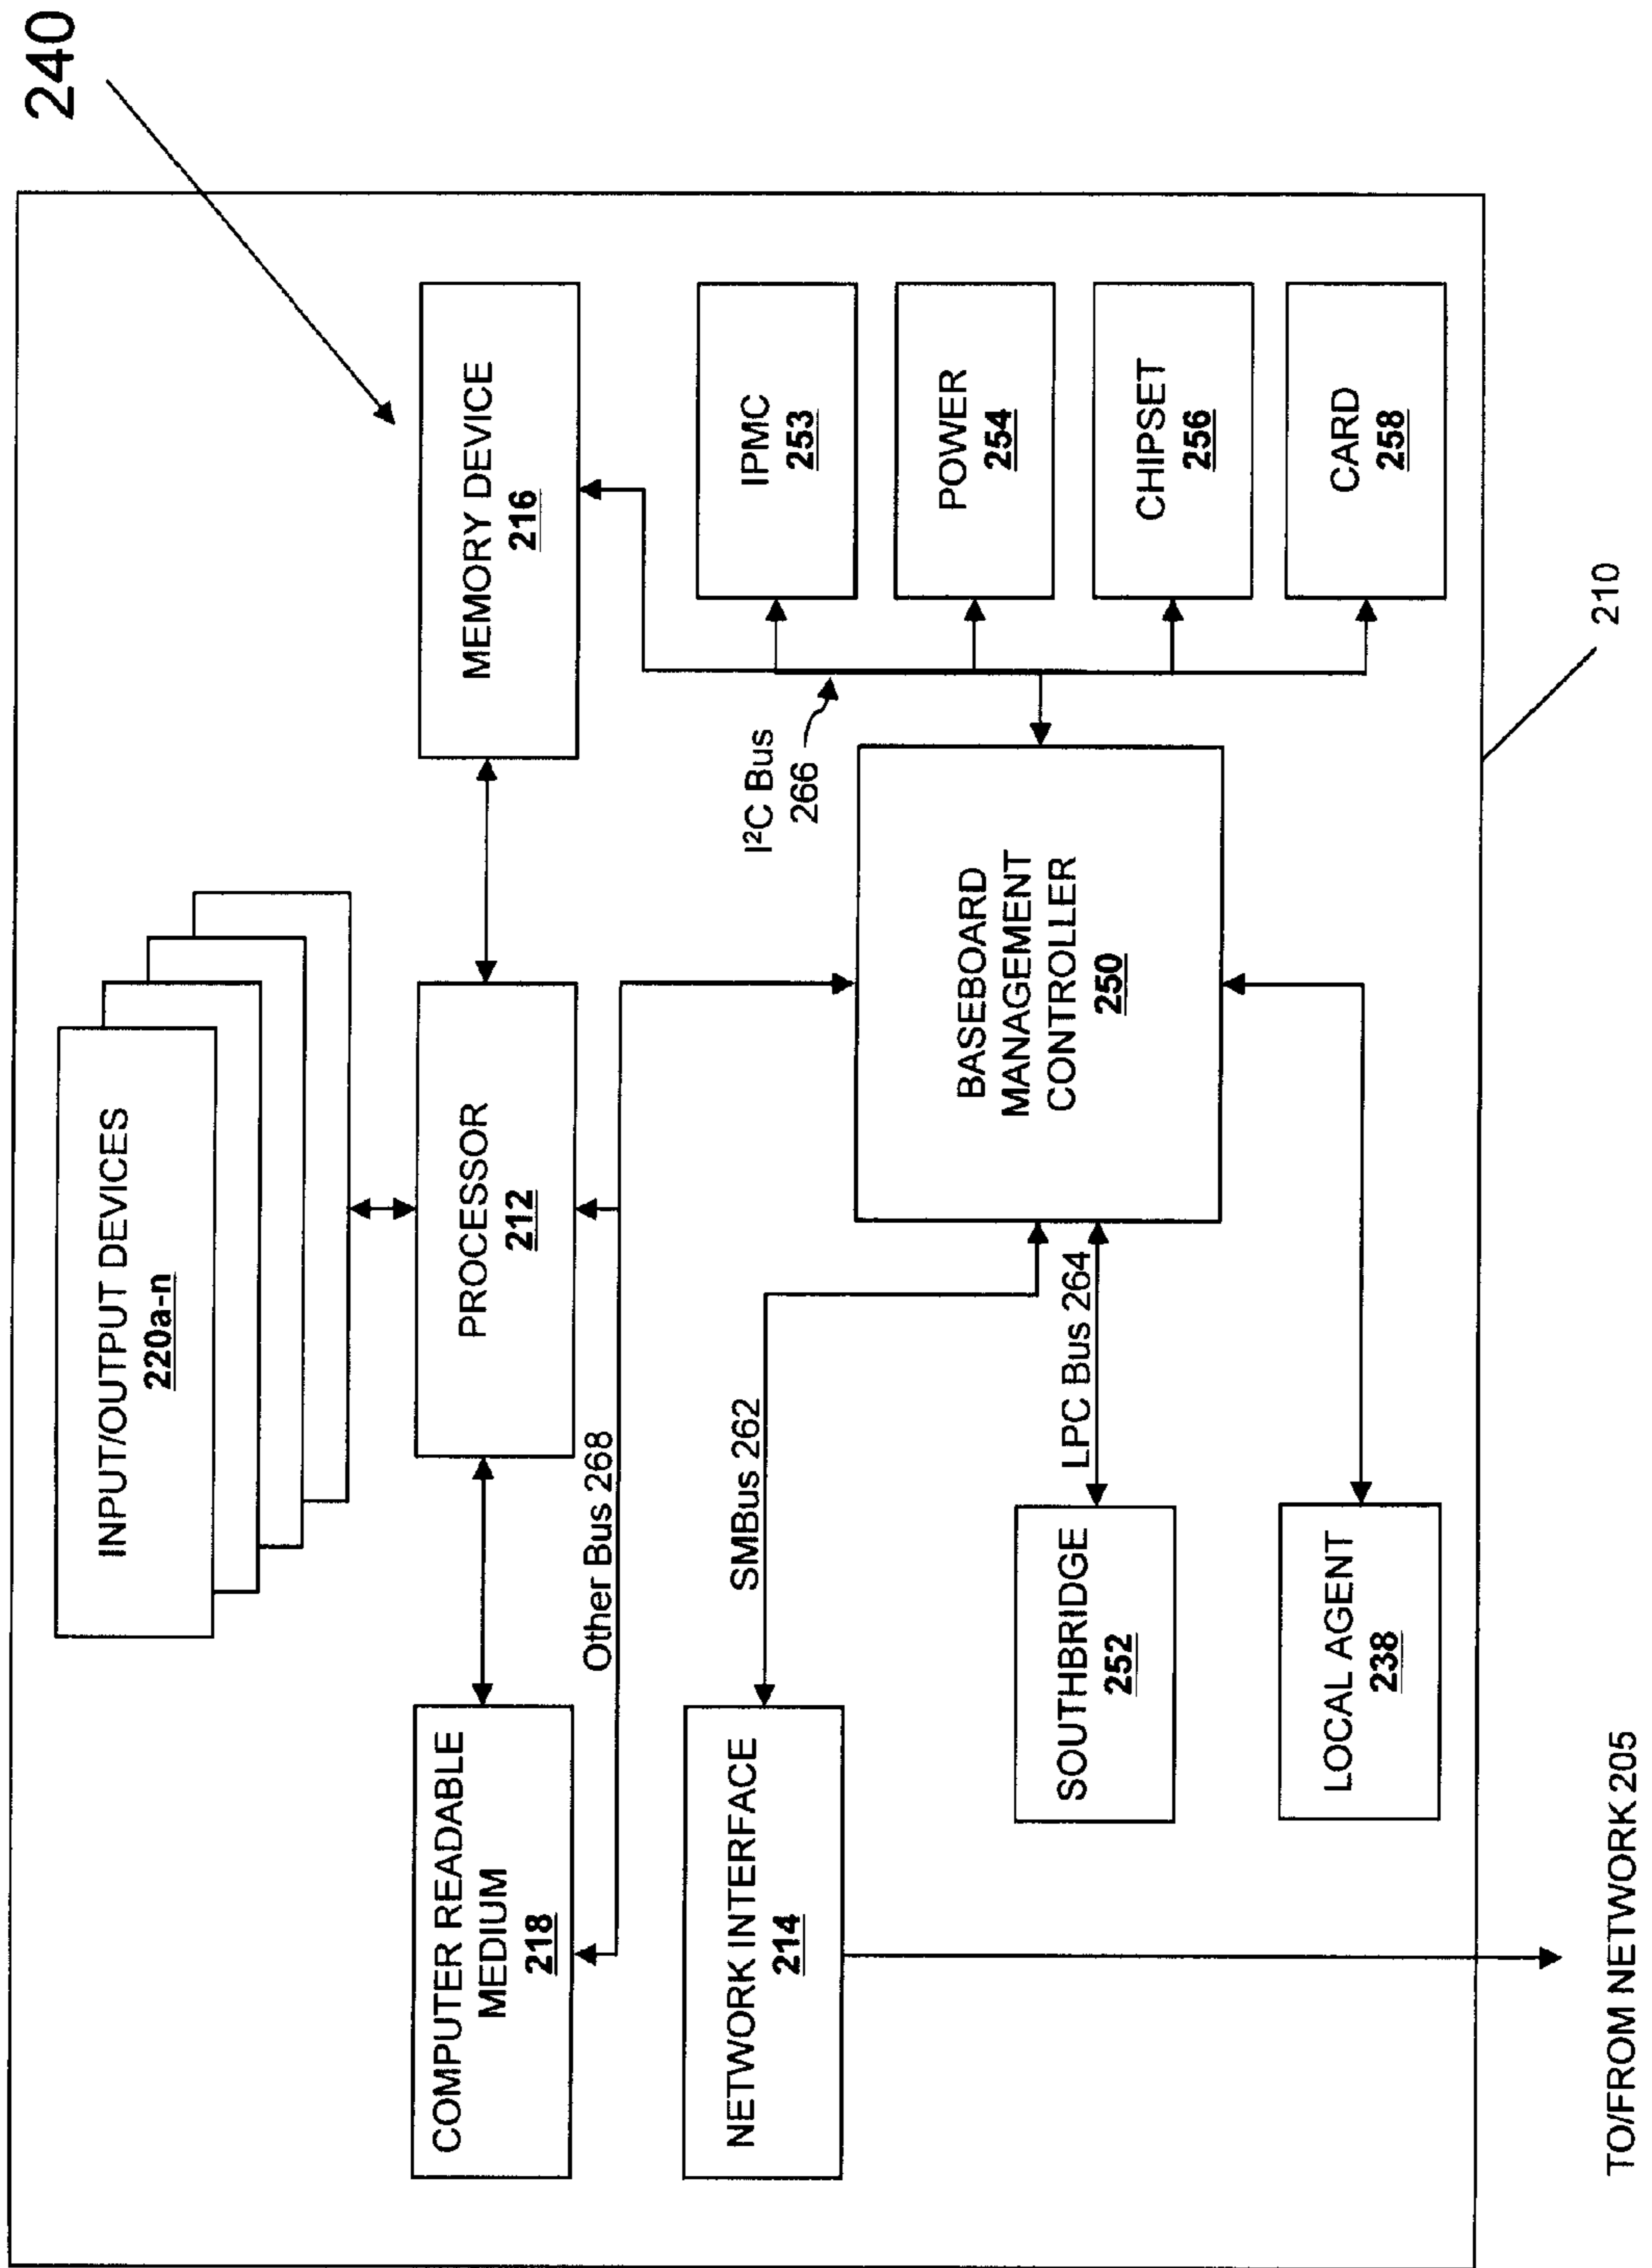 240
INPUT/OUTPUT DEVICES
220a-n
COMPUTER READABLE
MEDIUM
218
PROCESSOR
212
MEMORY DEVICE
216
Other Bus 268
NETWORK INTERFACE
214
SMBus 262
I²C Bus
266
IPMC
253
POWER
254
CHIPSET
256
CARD
258
BASEBOARD
MANAGEMENT
CONTROLLER
250
LPC Bus 264
SOUTHBRIDGE
252
LOCAL AGENT
238
210
TO/FROM NETWORK 205